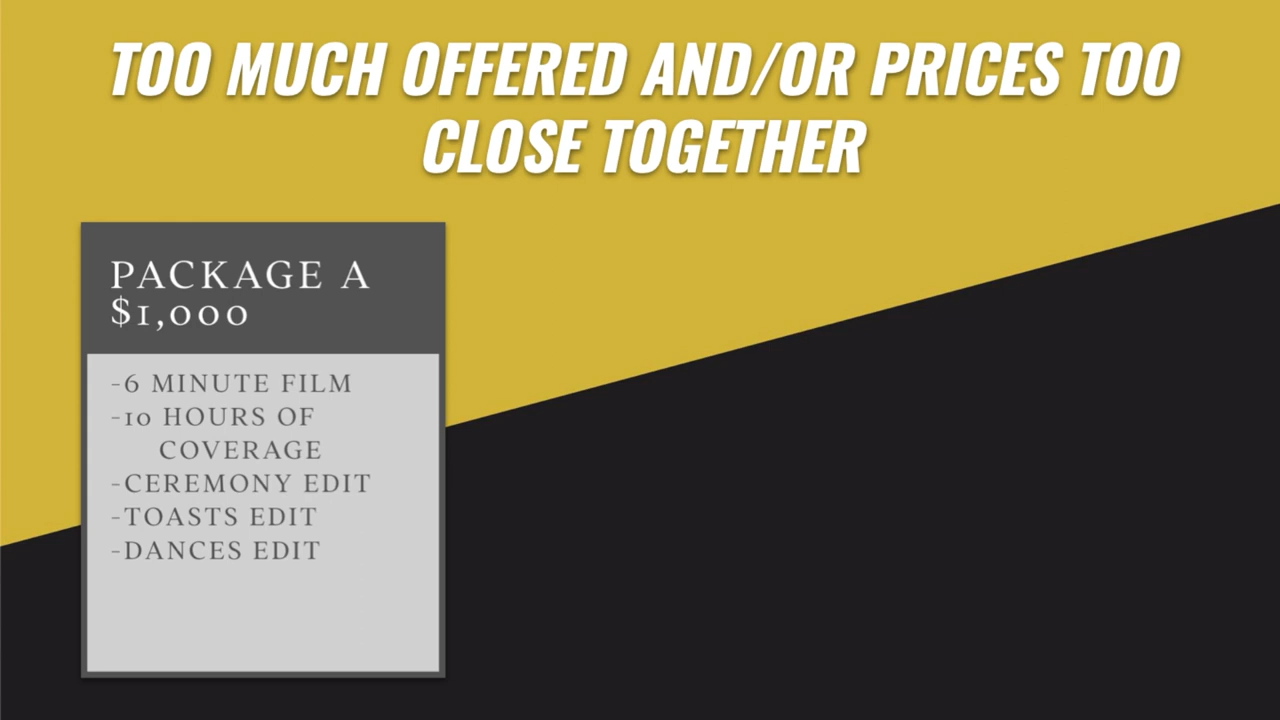 TOO MUCH OFFERED AND/OR PRICES TOO
CLOSE TOGETHER
PACKAGE A
$1,000
-6 MINUTE FILM
-10 HOURS OF
COVERAGE
-CEREMONY EDIT
-TOASTS EDIT
-DANCES EDIT